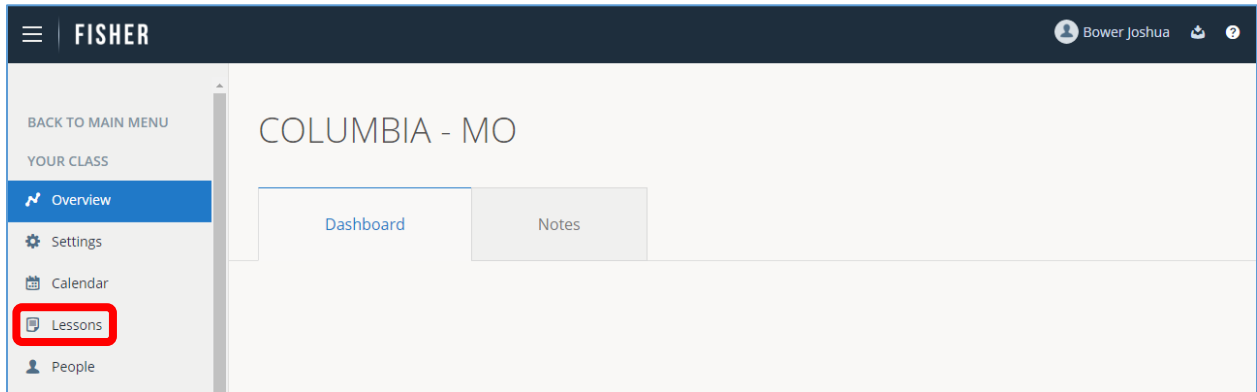 FISHER
Bower Joshua
?
BACK TO MAIN MENU
YOUR CLASS
Overview
Settings
Calendar
Lessons
People
COLUMBIA - MO
Dashboard
Notes